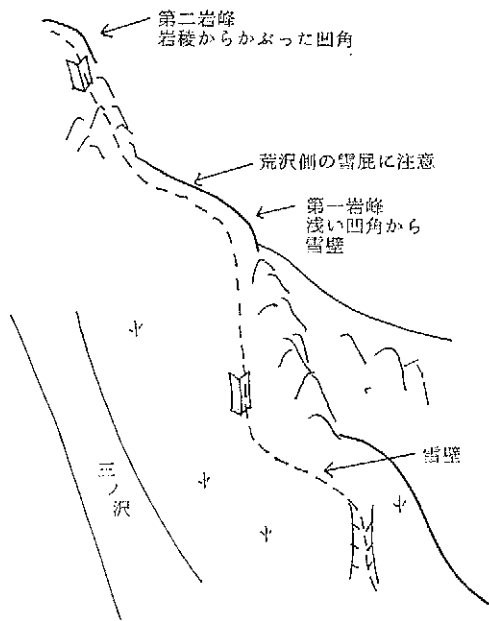 第二岩峰
岩稜からかぶった凹角
荒沢側の雪庇に注意
第一岩峰
浅い凹角から
雪壁
雪壁
三ノ沢